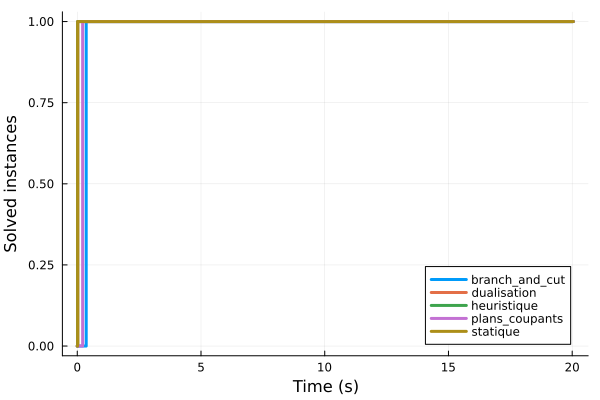 Solved instances
1.00
0.75
0.50
0.25
0.00
0
5
10
15
20
Time (s)
branch_and_cut
dualisation
heuristique
plans_coupants
statique